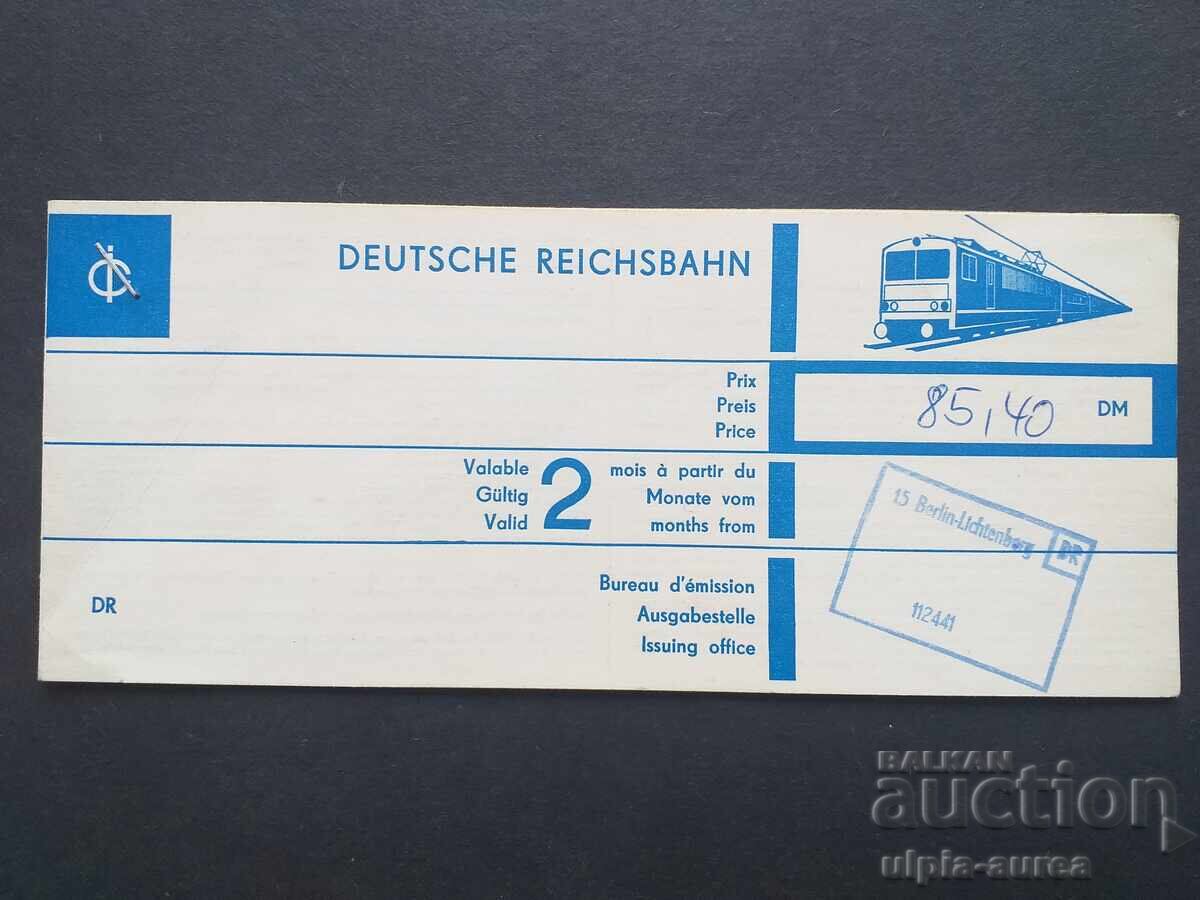 DEUTSCHE REICHSBAHN
Prix
Preis
Price
85,40 DM
Valable
Gültig
Valid
2
mois à partir du
Monate vom
months from
15 Berlin-Lichtenberg DR
112441
DR
Bureau d'émission
Ausgabestelle
Issuing office
BALKAN
auction
ulpia-aurea